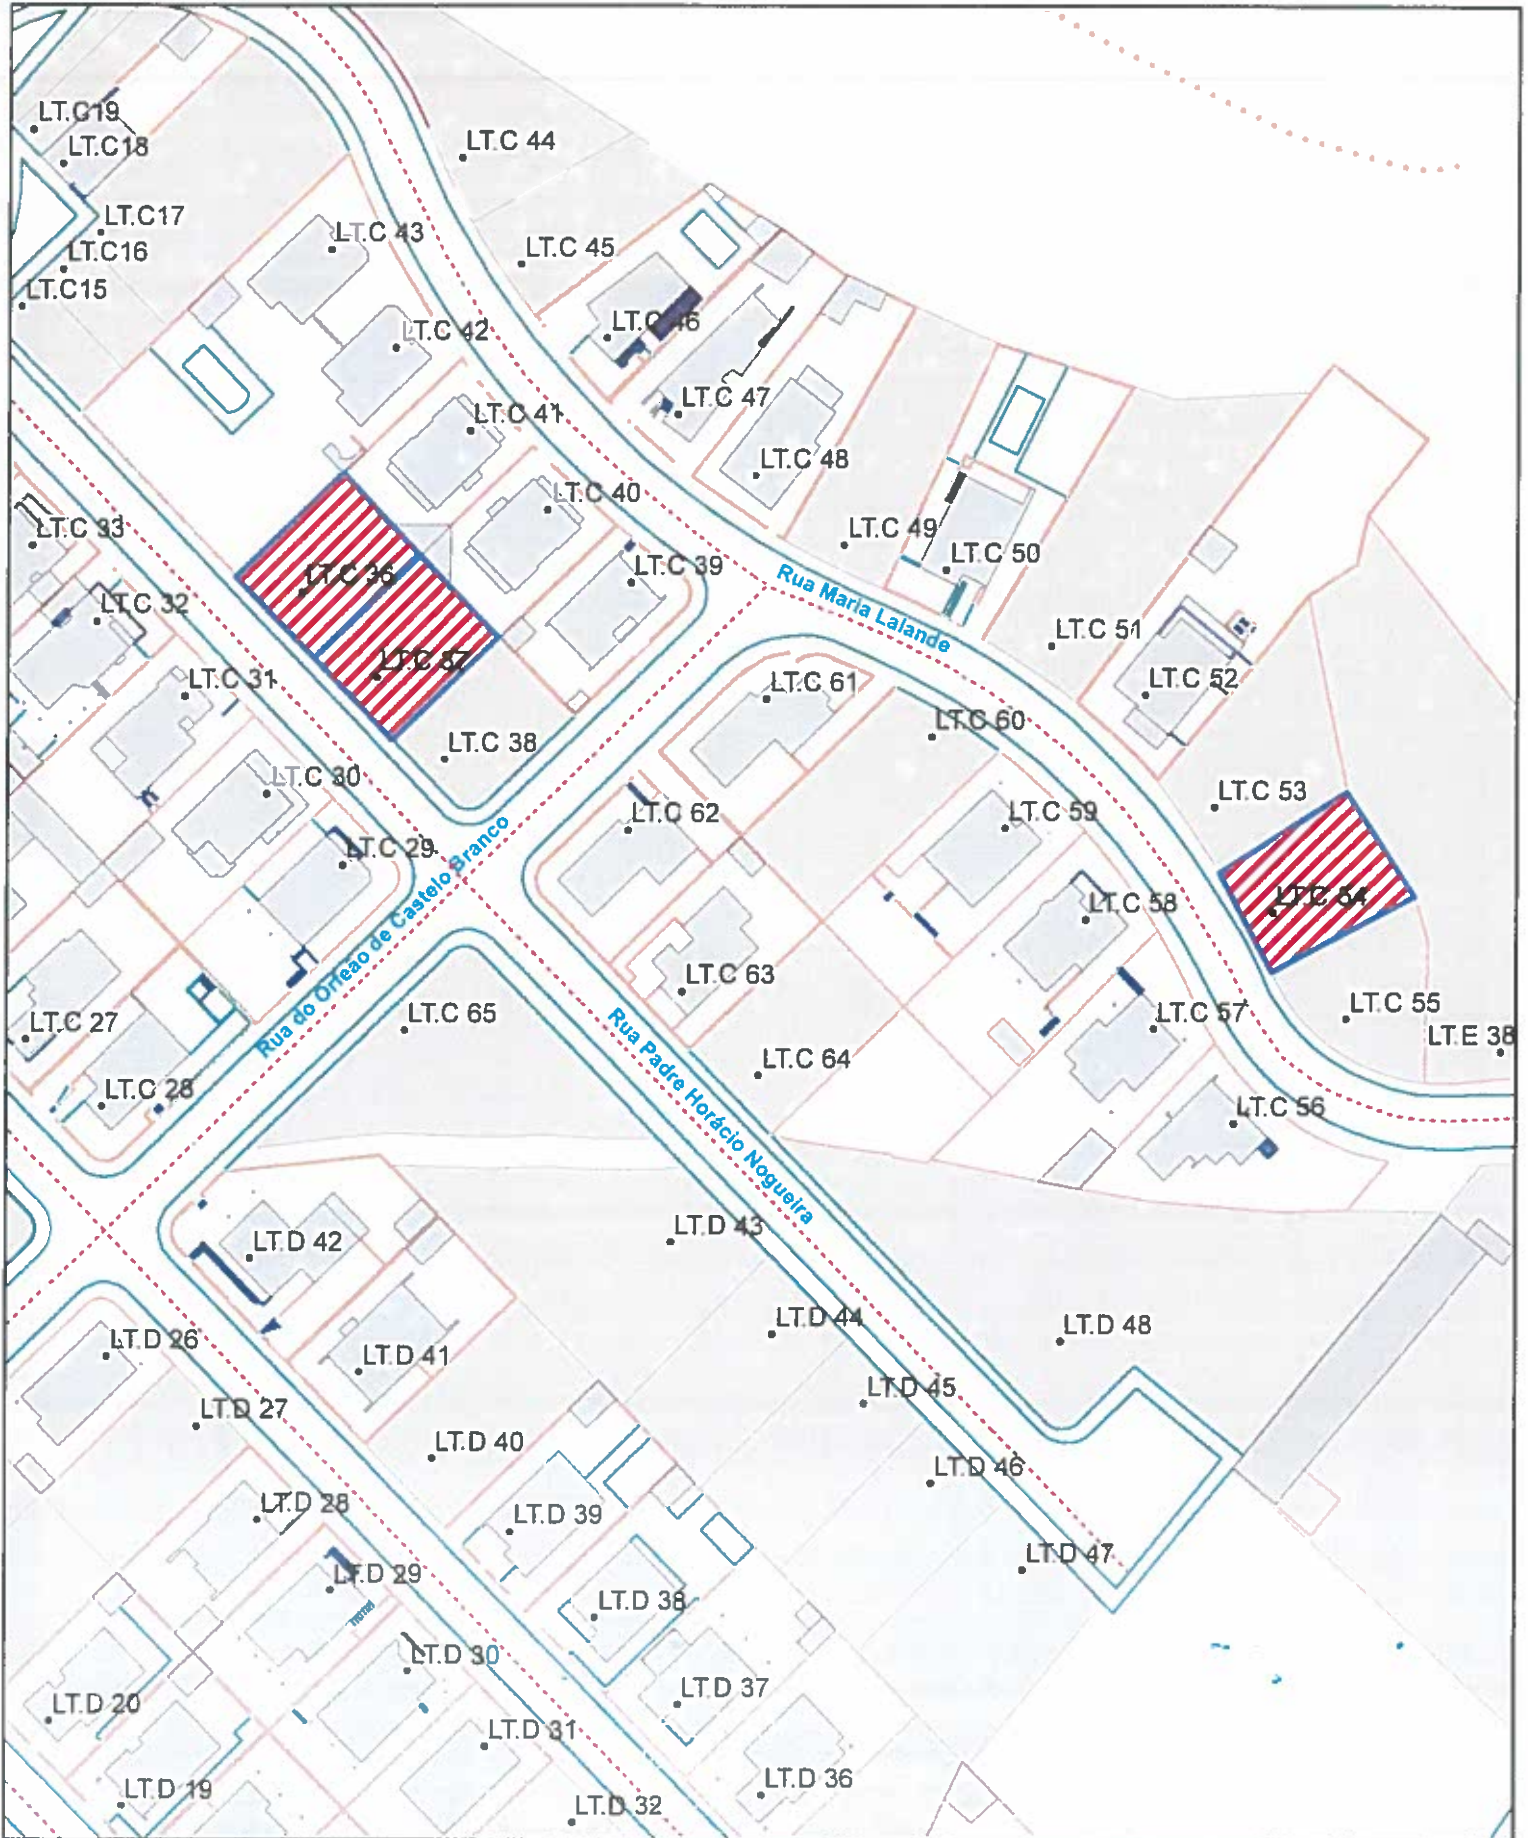 LT.C19
LT.C18
LT.C 44
LT.C17
LT.C 43
LT.C16
LT.C 45
LT.C15
LT.C 42
LT.C 46
LT.C 47
LT.C 41
LT.C 48
LT.C 40
LT.C 33
LT.C 49
LT.C 50
LT.C 39
LT.C 36
Rua Maria Lalande
LT.C 32
LT.C 51
LT.C 37
LT.C 31
LT.C 61
LT.C 52
LT.C 60
LT.C 38
LT.C 30
LT.C 53
LT.C 62
LT.C 59
LT.C 29
LT.C 54
LT.C 58
Rua do Orfeao de Castelo Branco
LT.C 63
LT.C 55
LT.C 65
LT.C 57
LT.C 27
LT.E 38
LT.C 64
Rua Padre Horácio Nogueira
LT.C 28
LT.C 56
LT.D 43
LT.D 42
LT.D 44
LT.D 48
LT.D 26
LT.D 41
LT.D 45
LT.D 27
LT.D 40
LT.D 46
LT.D 28
LT.D 39
LT.D 47
LT.D 29
LT.D 38
LT.D 30
LT.D 37
LT.D 20
LT.D 31
LT.D 36
LT.D 19
LT.D 32